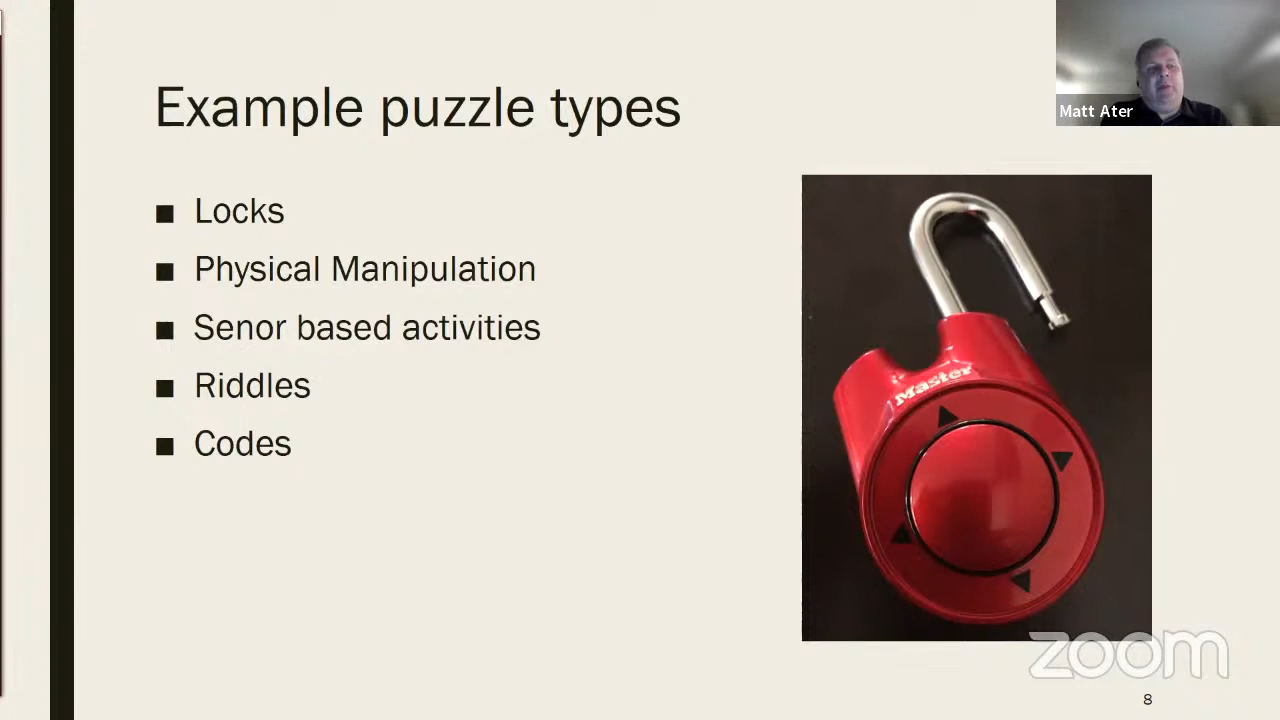 Example puzzle types
Matt Ater
■ Locks
■ Physical Manipulation
■ Senor based activities
■ Riddles
■ Codes
Master
zoom
8